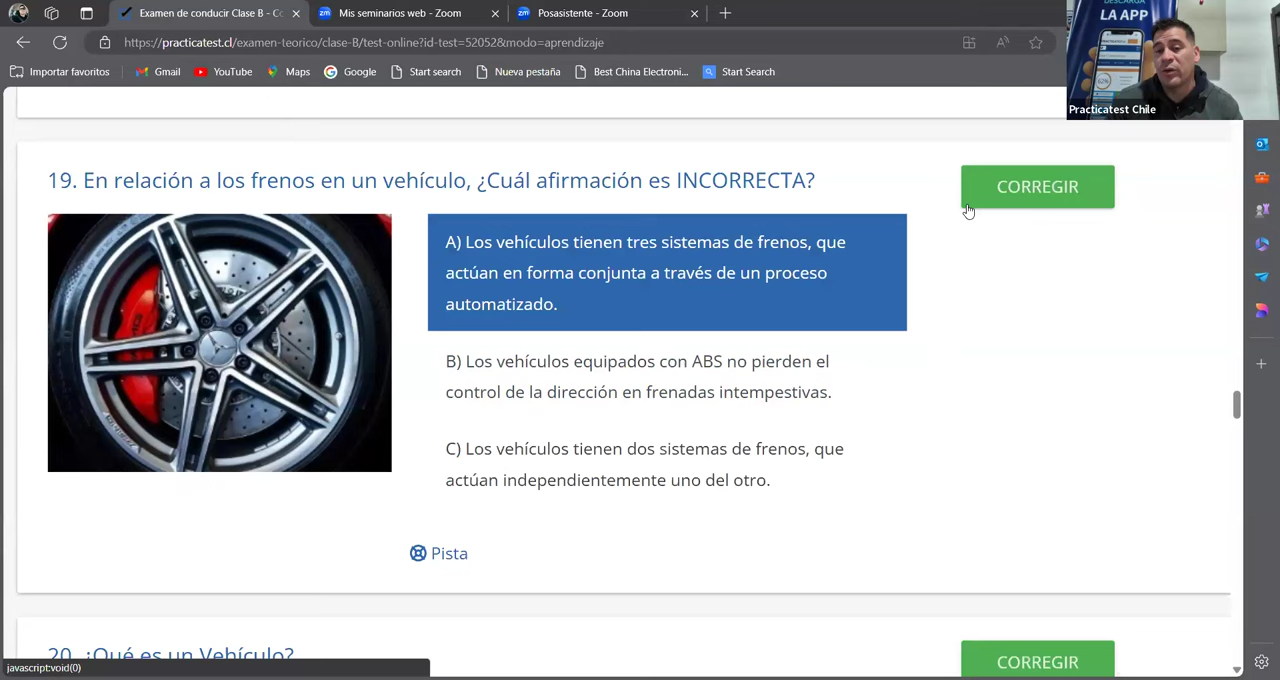 Examen de conducir Clase B - Co
Mis seminarios web - Zoom
Posasistente - Zoom
https://practicatest.cl/examen-teorico/clase-B/test-online?id-test=52052&modo=aprendizaje
Importar favoritos
Gmail
YouTube
Maps
Google
Start search
Nueva pestaña
Best China Electroni...
Start Search
DESCARGA
LA APP
62%
Practicatest Chile
19. En relación a los frenos en un vehículo, ¿Cuál afirmación es INCORRECTA?
CORREGIR
A) Los vehículos tienen tres sistemas de frenos, que
actúan en forma conjunta a través de un proceso
automatizado.
B) Los vehículos equipados con ABS no pierden el
control de la dirección en frenadas intempestivas.
C) Los vehículos tienen dos sistemas de frenos, que
actúan independientemente uno del otro.
Pista
20. ¿Qué es un Vehículo?
CORREGIR
javascript:void(0)